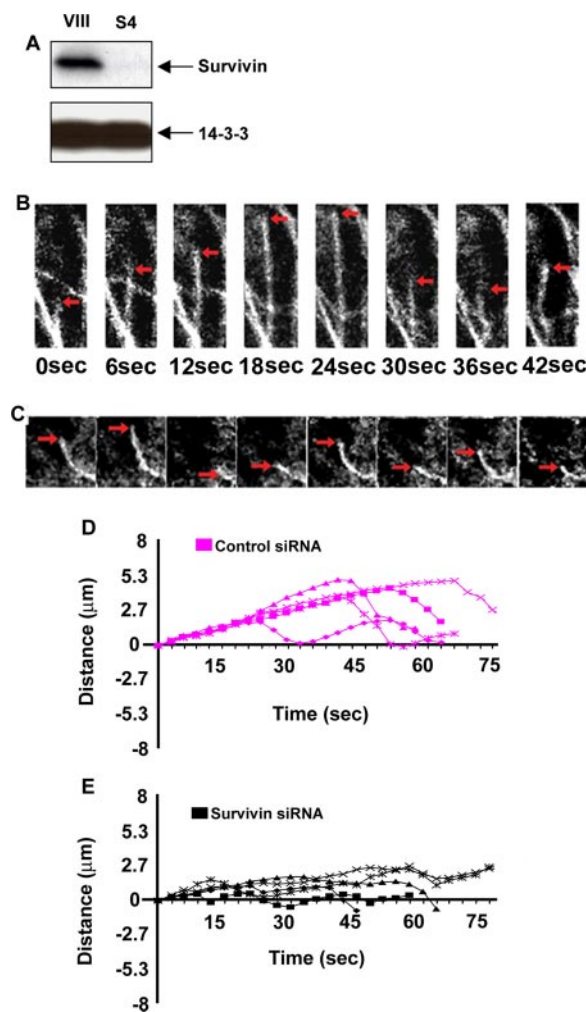 VIII S4
A
Survivin
14-3-3
B
0sec 6sec 12sec 18sec 24sec 30sec 36sec 42sec
C
D
Control siRNA
8
5.3
2.7
0
-2.7
-5.3
-8
15 30 45 60 75
Distance (μm)
Time (sec)
E
Survivin siRNA
8
5.3
2.7
0
-2.7
-5.3
-8
15 30 45 60 75
Distance (μm)
Time (sec)